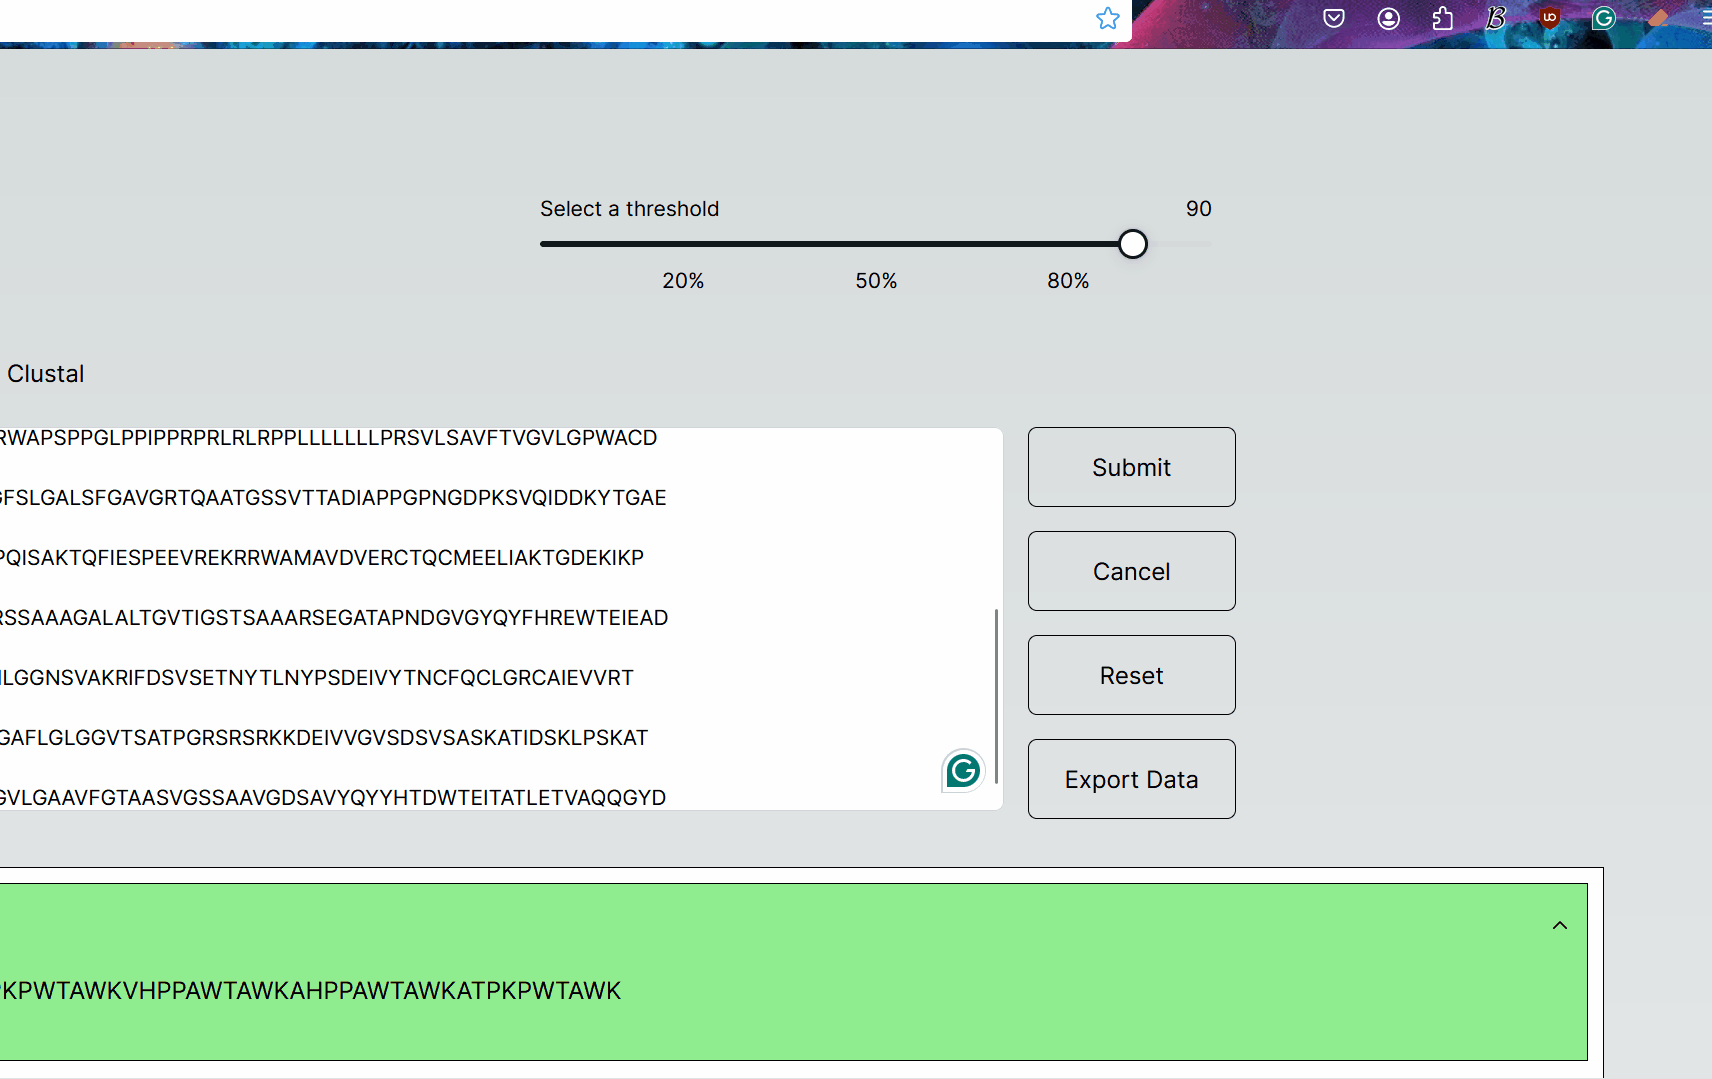 Select a threshold 90
20% 50% 80%
Clustal
RWAPSPPGLPPIPPRPRLRLRPPLLLLLLLPRSVLSAVFTVGVLGPWACD
GFSLGALSFGAVGRTQAATGSSVTTADIAPPGPNGDPKSVQIDDKYTGAE
PQISAKTQFIESPEEVREKRRWAMAVDVERCTQCMEELIAKTGDEKIKP
RSSAAAGALALTGVTIGSTSAAARSEGATAPNDGVGYQYFHREWTEIEAD
LGGNSVAKRIFDSVSETNYTLNYPSDEIVYTNCFQCLGRCAIEVVRT
GAFLGLGGVTSATPGRSRSRKKDEIVVGVSDSVSASKATIDSKLPSKAT
GVLGAAVFGTAASVGSSAAVGDSAVYQYYHTDWTEITATLETVAQQGYD
Submit
Cancel
Reset
Export Data
KPWTAWKVHPPAWTAWKAHPPAWTAWKATPKPWTAWK